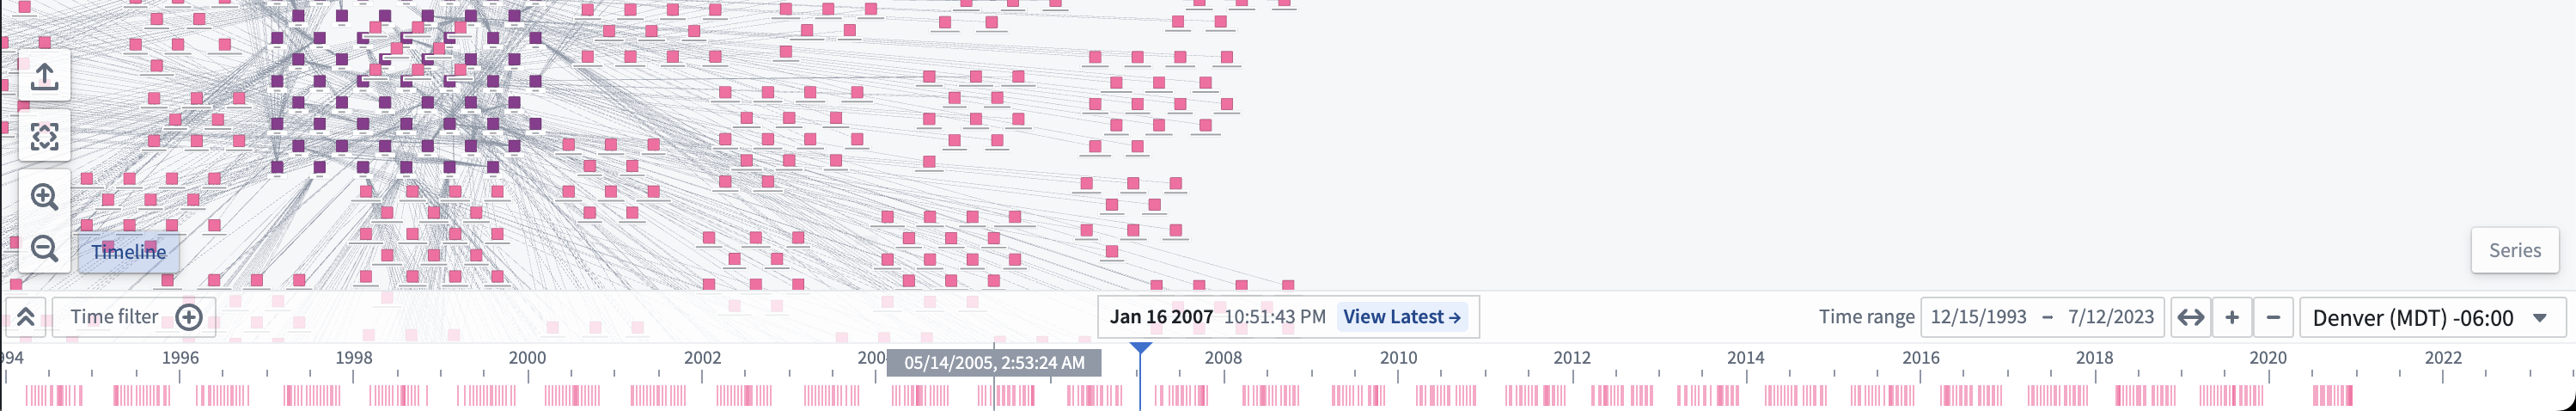 Timeline
Series
Time filter
Jan 16 2007 10:51:43 PM View Latest →
Time range 12/15/1993 – 7/12/2023
Denver (MDT) -06:00
94 1996 1998 2000 2002 200 2008 2010 2012 2014 2016 2018 2020 2022
05/14/2005, 2:53:24 AM